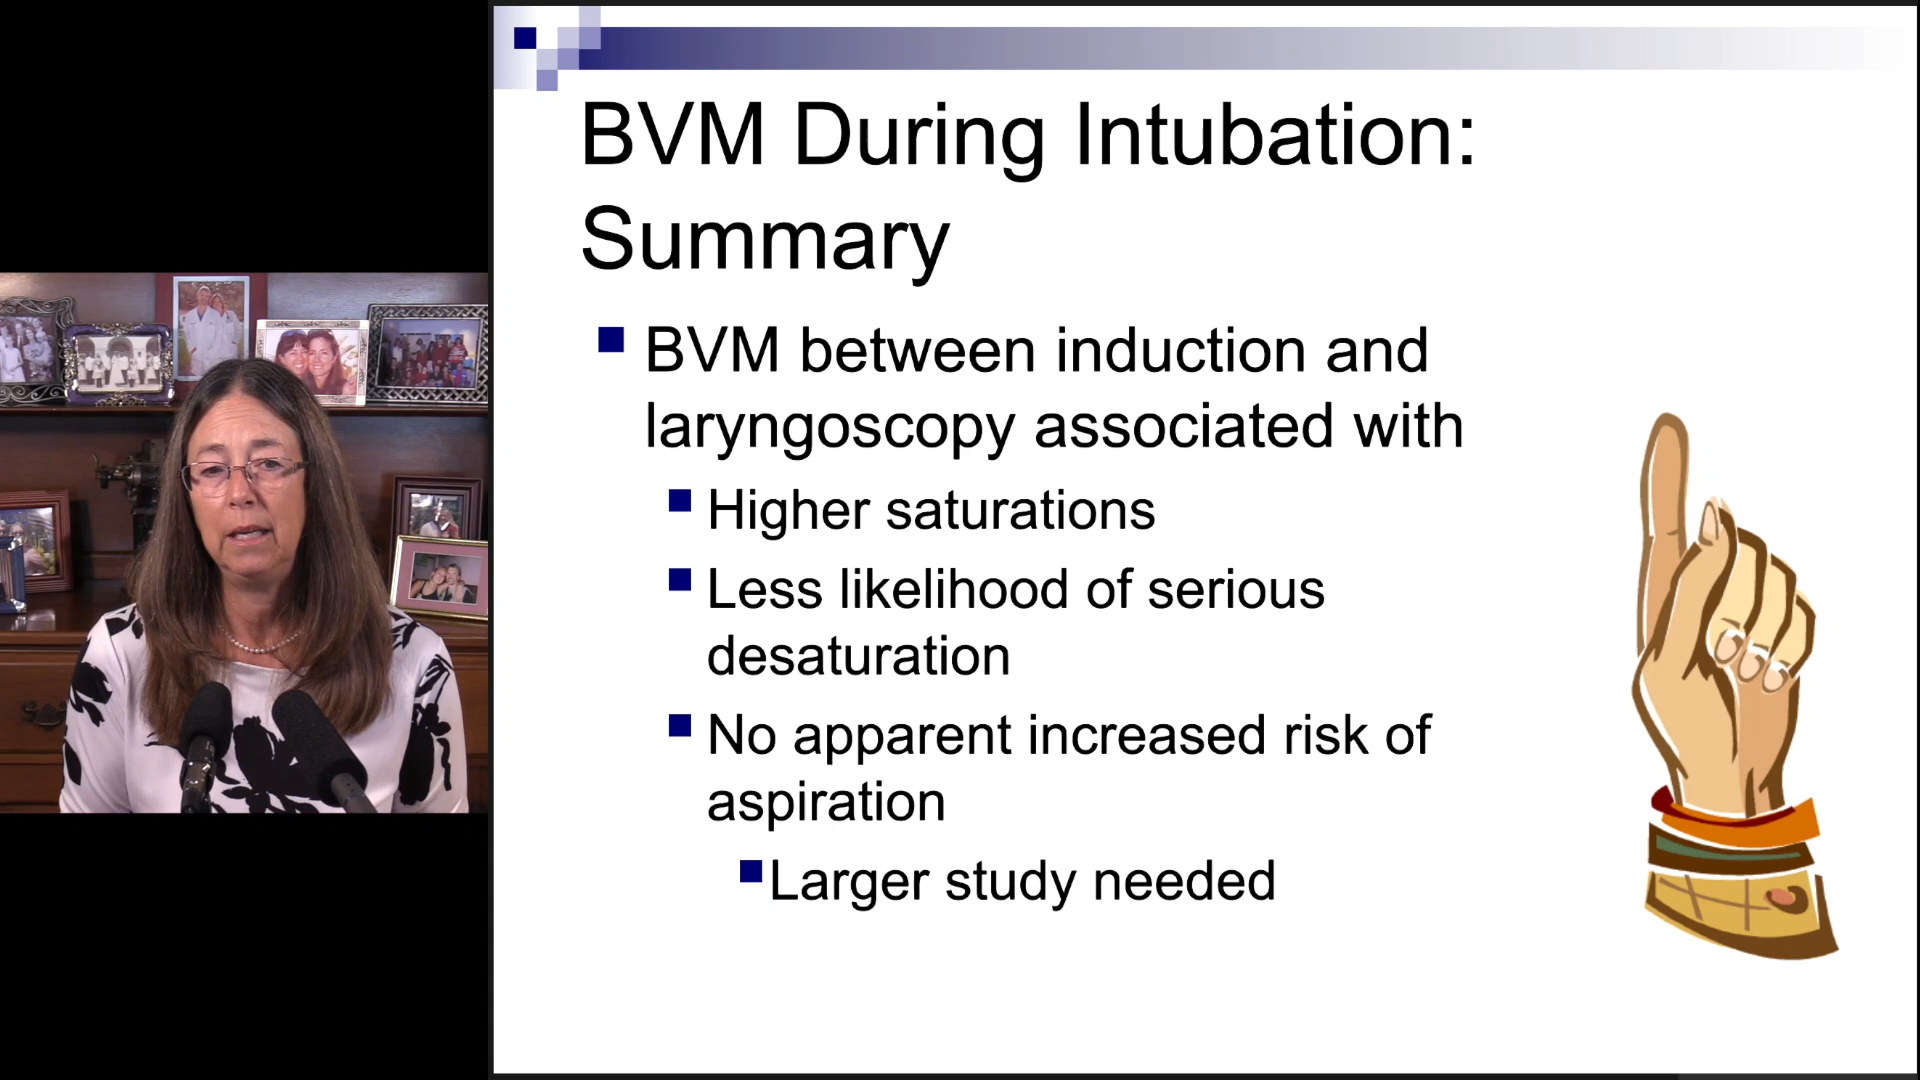 BVM During Intubation:
Summary
BVM between induction and
laryngoscopy associated with
Higher saturations
Less likelihood of serious
desaturation
No apparent increased risk of
aspiration
Larger study needed